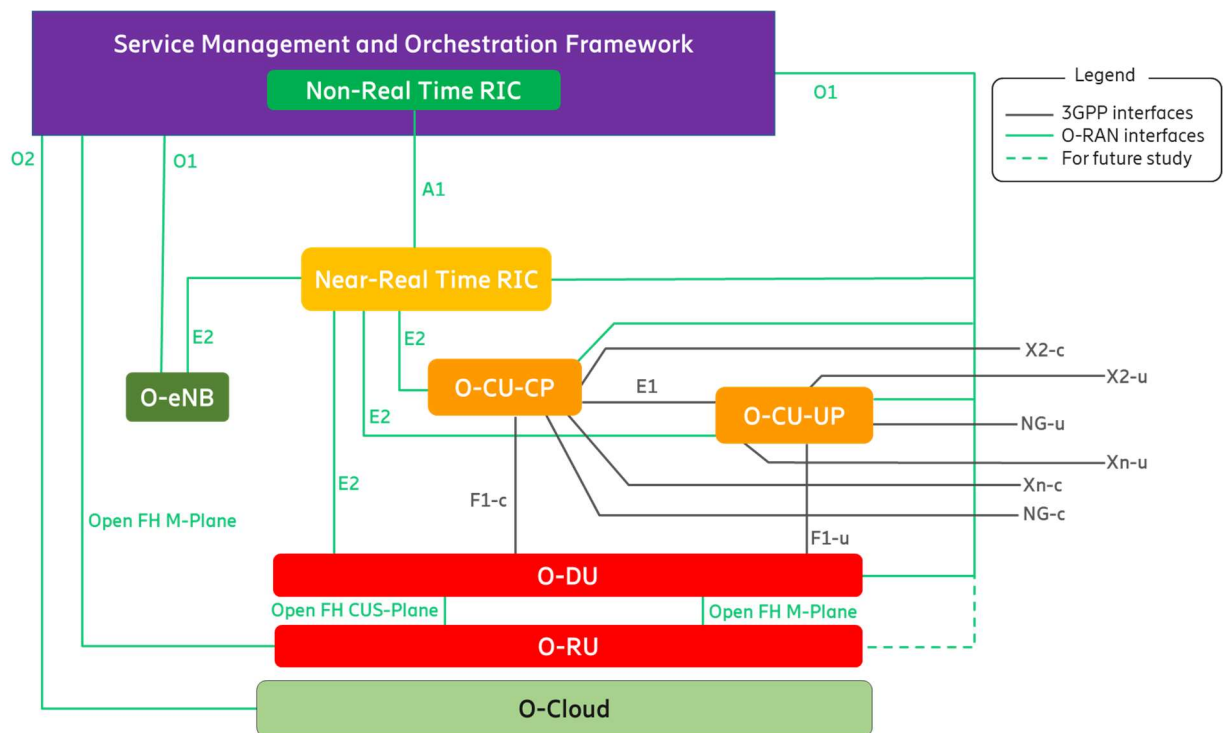 Service Management and Orchestration Framework
Non-Real Time RIC
Legend
3GPP interfaces
O-RAN interfaces
For future study
O1
O2
O1
A1
Near-Real Time RIC
E2
E2
X2-c
O-CU-CP
E1
X2-u
O-eNB
E2
O-CU-UP
NG-u
Xn-u
E2
F1-c
Xn-c
Open FH M-Plane
NG-c
F1-u
O-DU
Open FH CUS-Plane
Open FH M-Plane
O-RU
O-Cloud